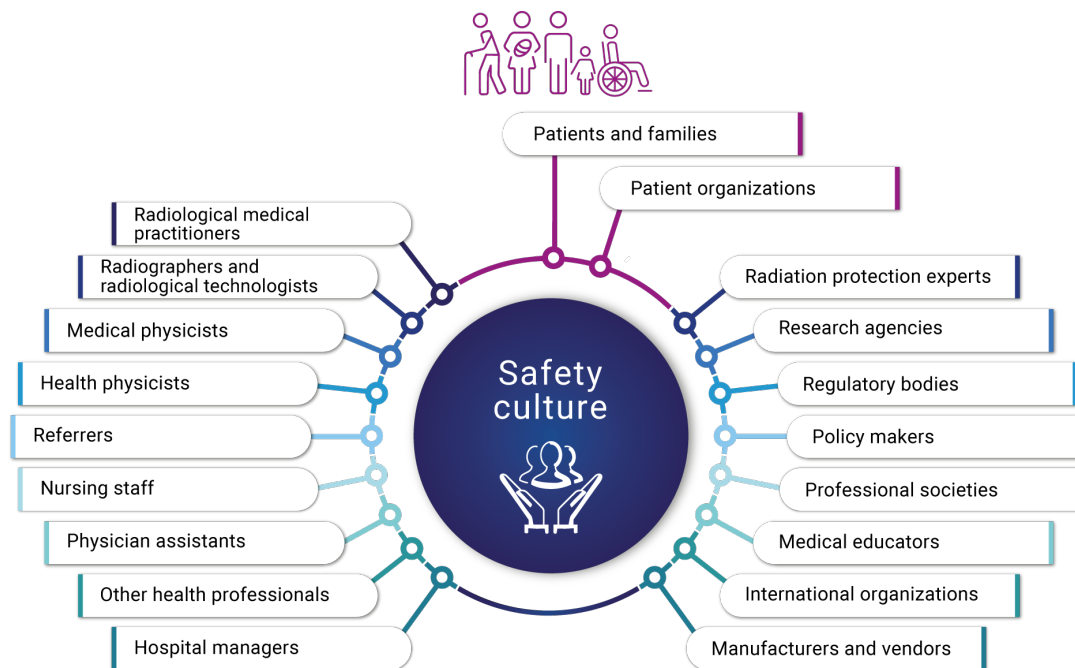 Patients and families
Patient organizations
Radiological medical
practitioners
Radiographers and
radiological technologists
Medical physicists
Health physicists
Referrers
Nursing staff
Physician assistants
Other health professionals
Hospital managers
Safety
culture
Radiation protection experts
Research agencies
Regulatory bodies
Policy makers
Professional societies
Medical educators
International organizations
Manufacturers and vendors